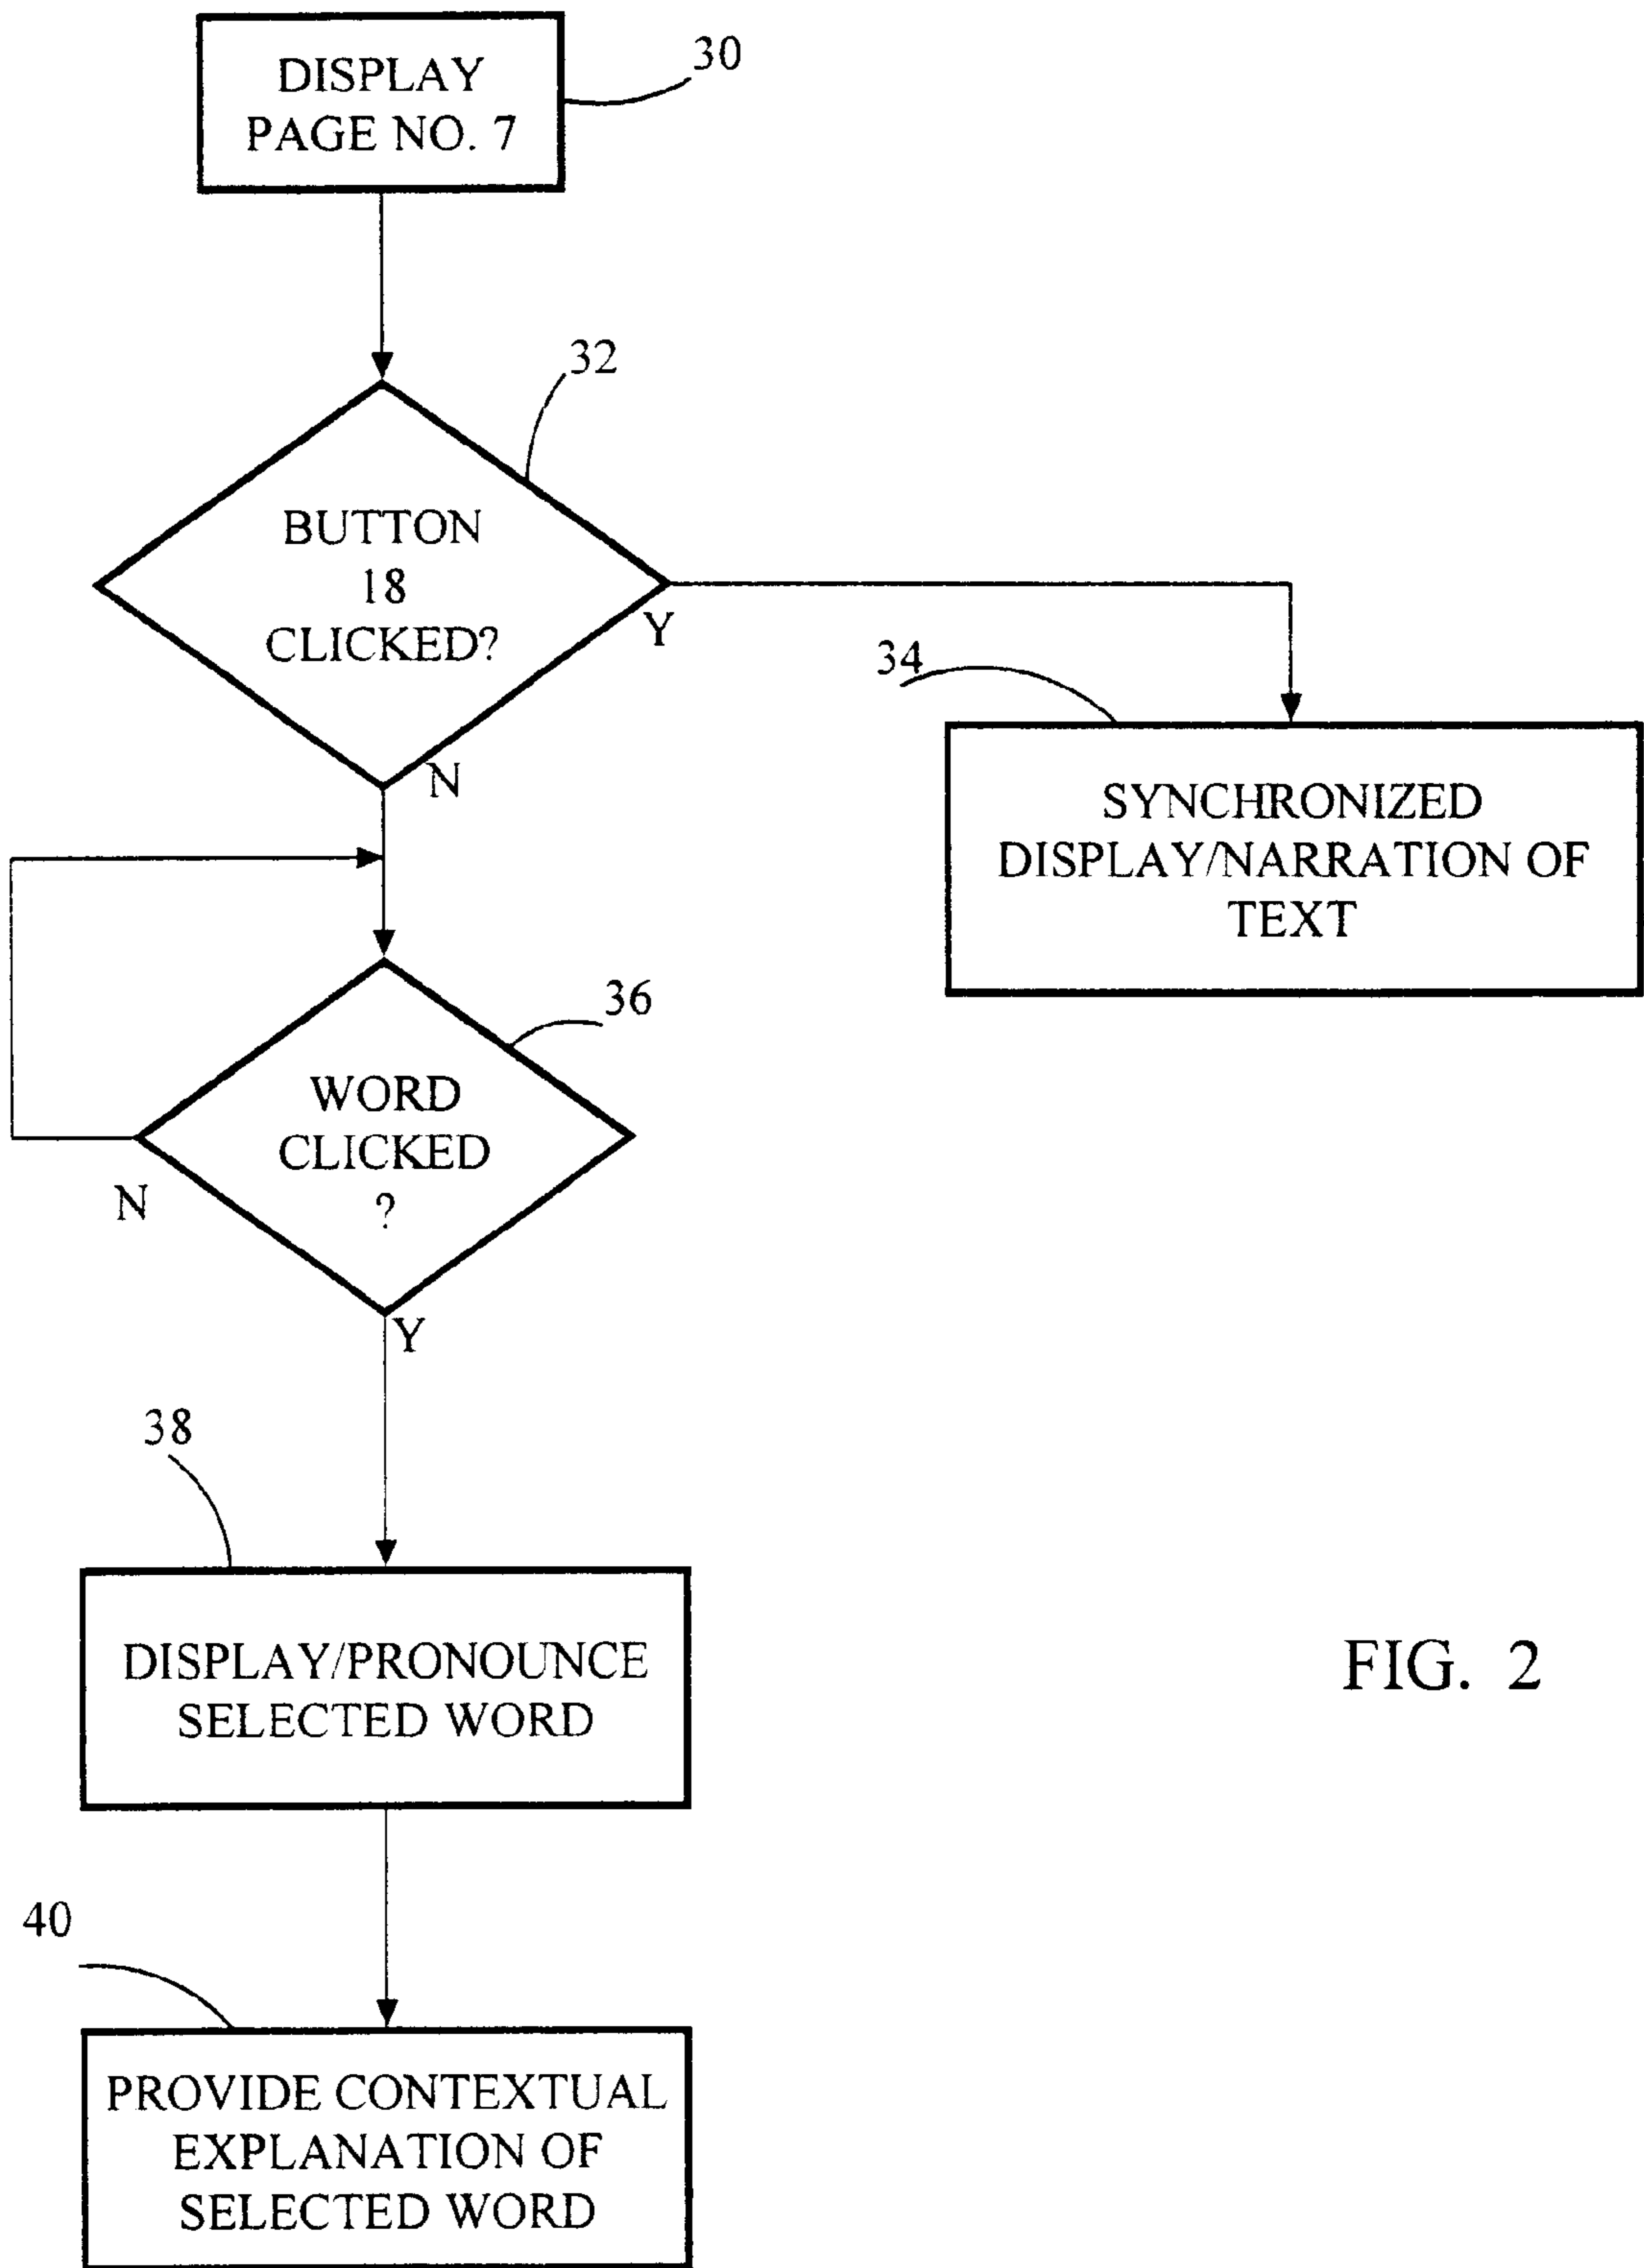 DISPLAY
PAGE NO. 7
30
32
BUTTON
18
CLICKED?
Y
N
34
SYNCHRONIZED
DISPLAY/NARRATION OF
TEXT
36
WORD
CLICKED
?
N
Y
38
DISPLAY/PRONOUNCE
SELECTED WORD
40
PROVIDE CONTEXTUAL
EXPLANATION OF
SELECTED WORD
FIG. 2